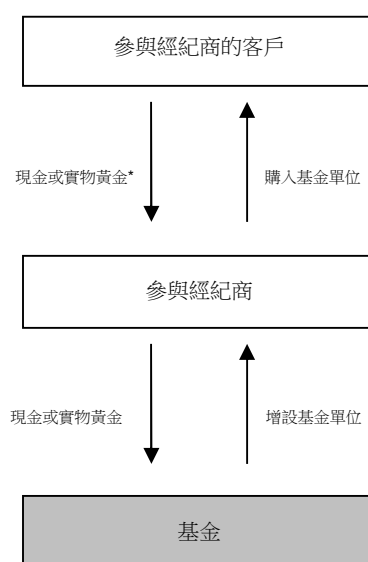 參與經紀商的客戶
現金或實物黃金*
購入基金單位
參與經紀商
現金或實物黃金
增設基金單位
基金